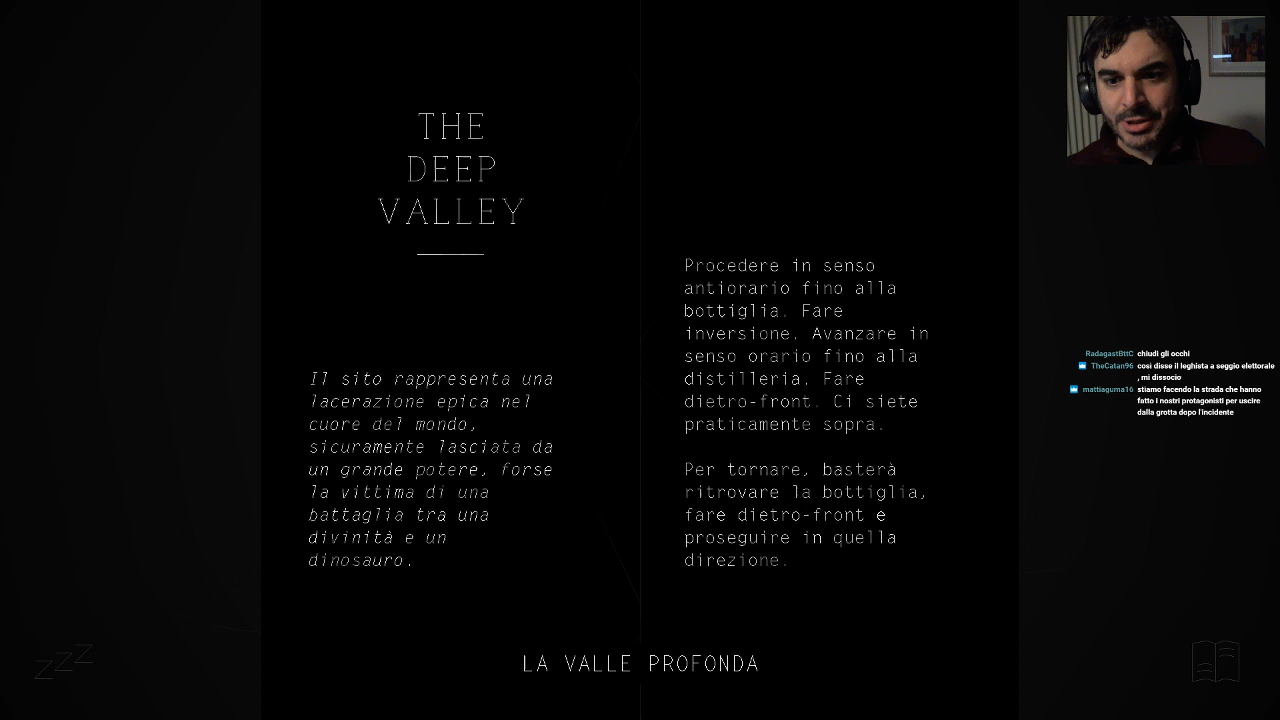 THE
DEEP
VALLEY
Il sito rappresenta una
lacerazione epica nel
cuore del mondo,
sicuramente lasciata da
un grande potere, forse
la vittima di una
battaglia tra una
divinità e un
dinosauro.
Procedere in senso
antiorario fino alla
bottiglia. Fare
inversione. Avanzare in
senso orario fino alla
distilleria. Fare
dietro-front. Ci siete
praticamente sopra.
Per tornare, basterà
ritrovare la bottiglia,
fare dietro-front e
proseguire in quella
direzione.
LA VALLE PROFONDA
ZZZ
RadagastBttC chiudi gli occhi
TheCatan96 cosi disse il leghista a seggio elettorale
, mi dissocio
mattiaguma16 stiamo facendo la strada che hanno
fatto i nostri protagonisti per uscire
dalla grotta dopo l'incidente